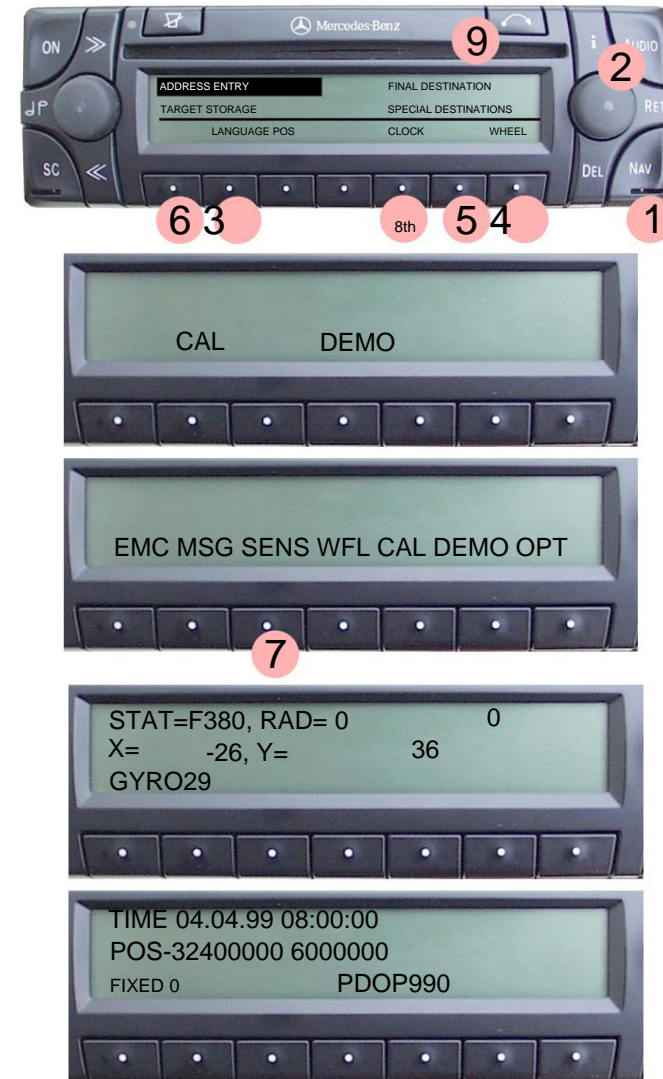 Mercedes-Benz
9
ON
i
AUDIO
2
ADDRESS ENTRY FINAL DESTINATION
TARGET STORAGE SPECIAL DESTINATIONS
LANGUAGE POS CLOCK WHEEL
RET
SC
DEL
NAV
6 3 8th 5 4 1
CAL DEMO
EMC MSG SENS WFL CAL DEMO OPT
7
STAT=F380, RAD= 0 0
X= -26, Y= 36
GYRO29
TIME 04.04.99 08:00:00
POS-32400000 6000000
FIXED 0 PDOP990